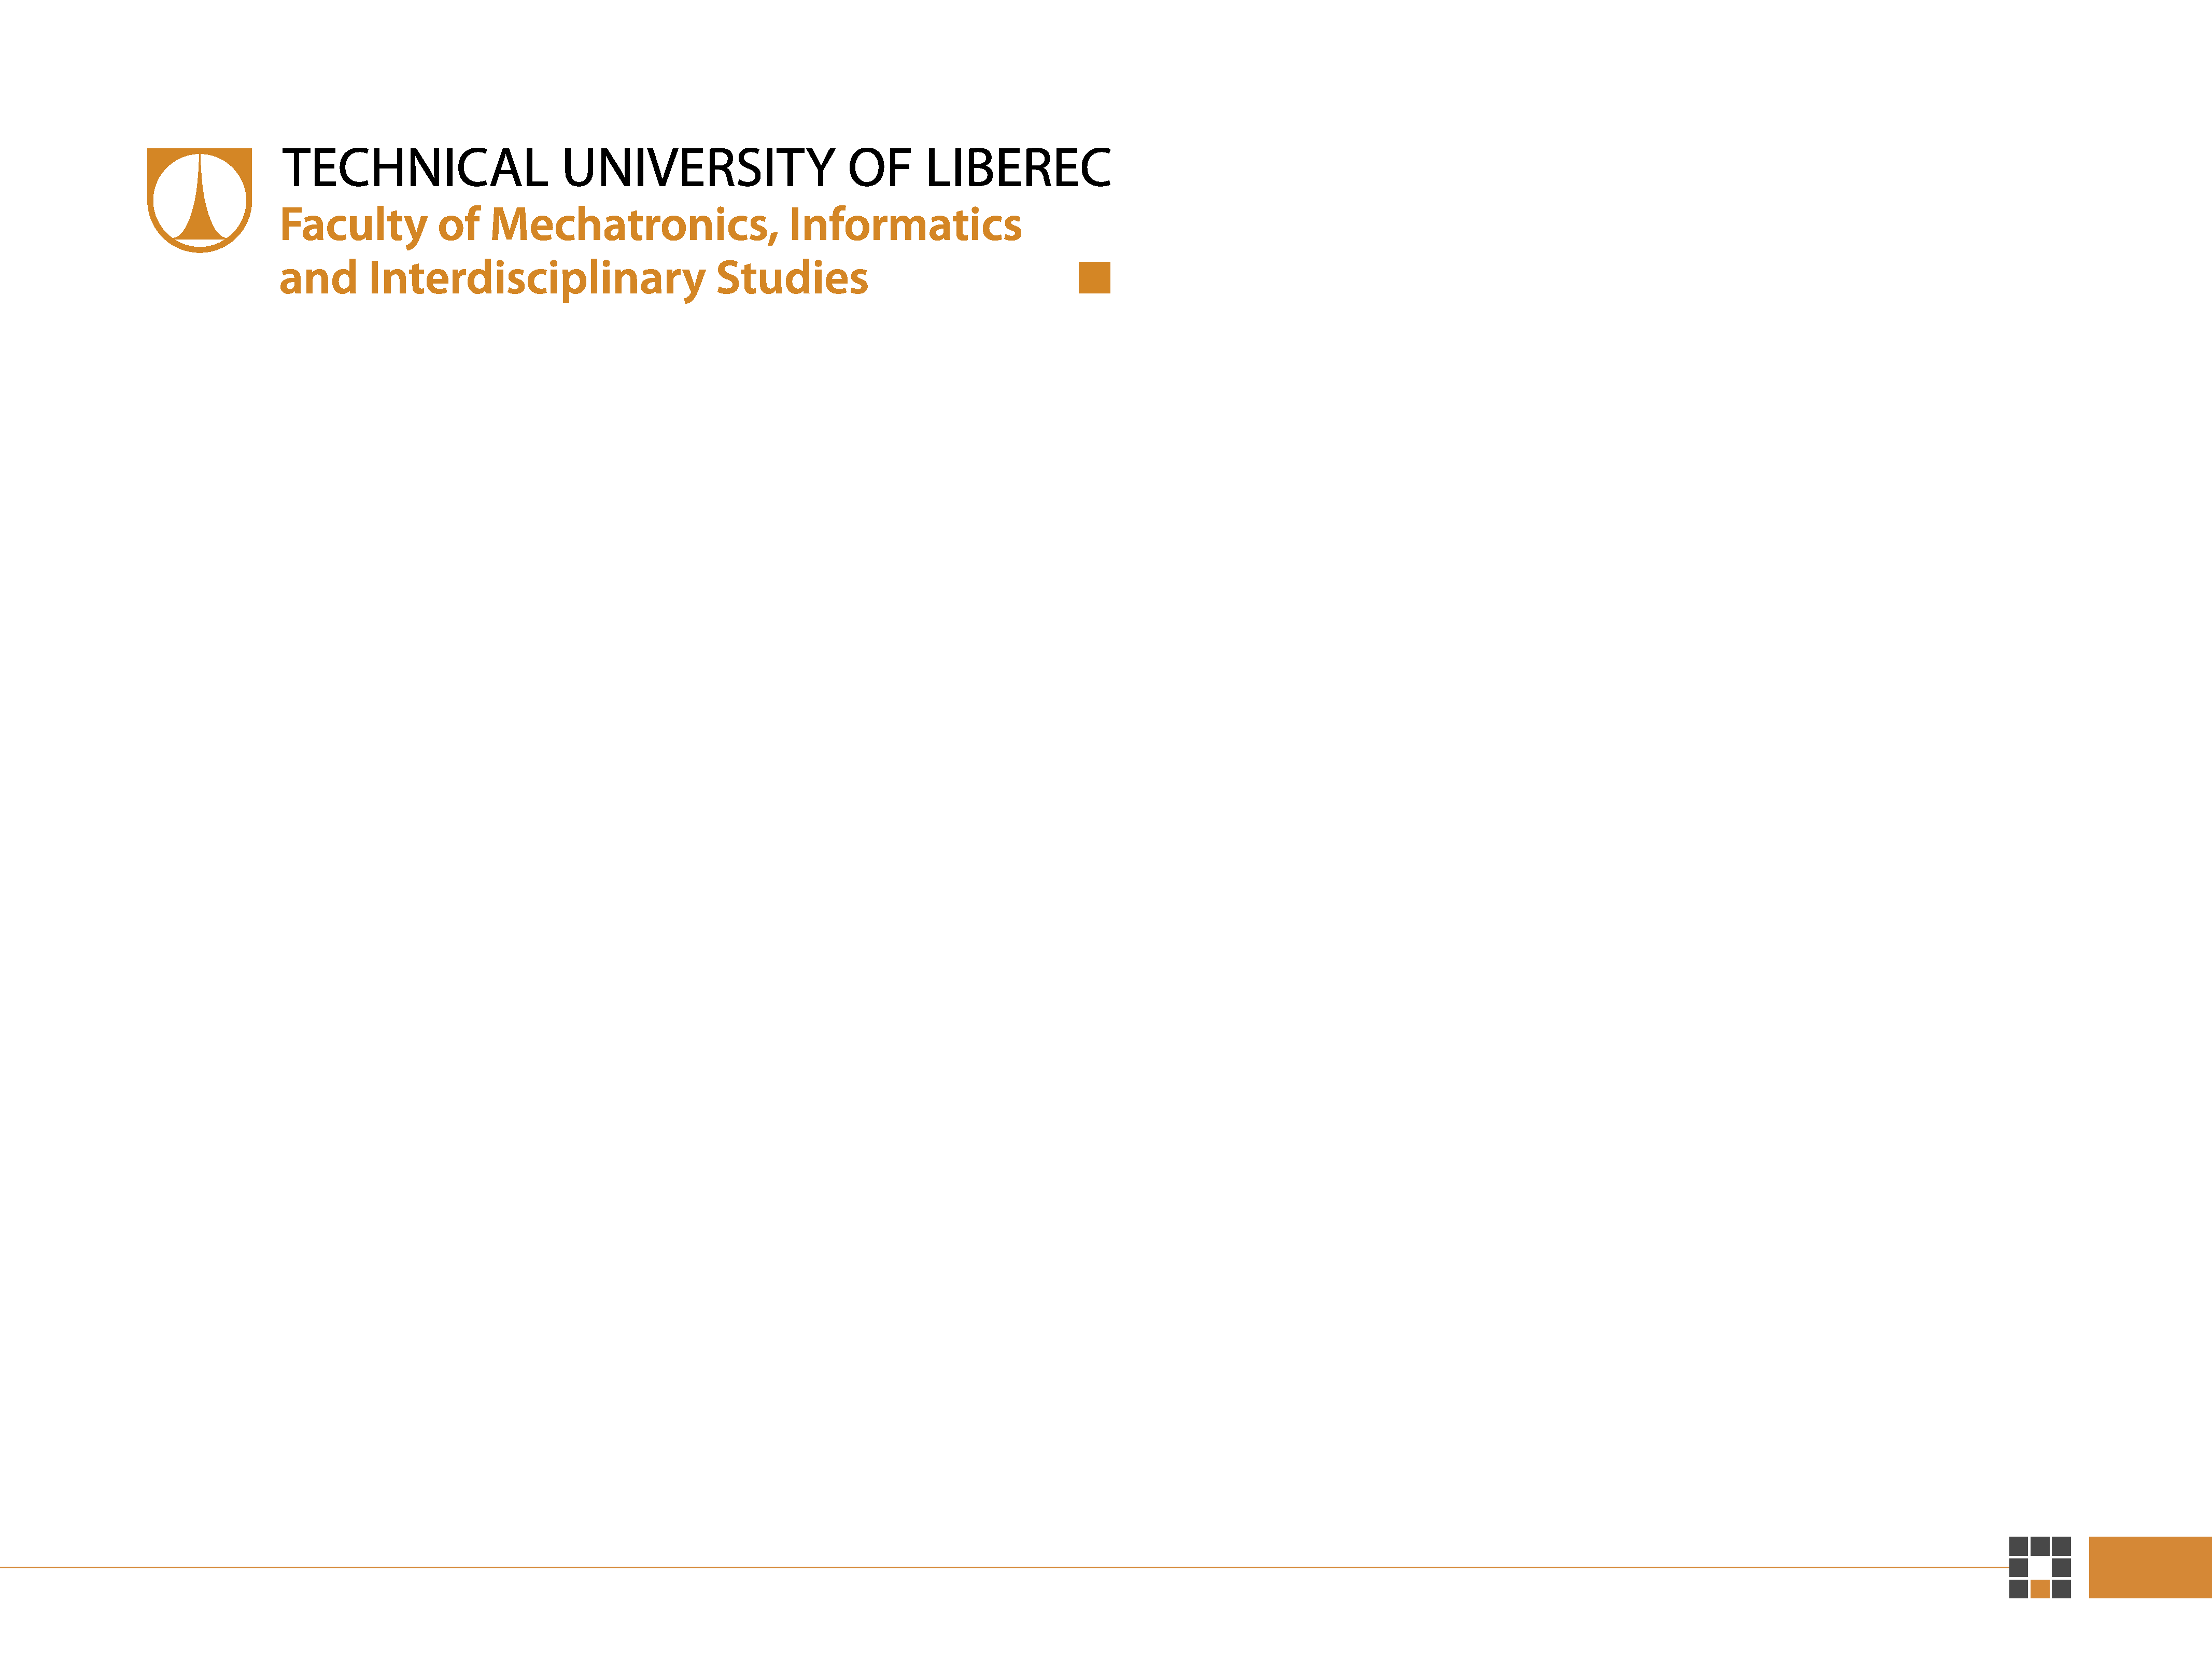 TECHNICAL UNIVERSITY OF LIBEREC
Faculty of Mechatronics, Informatics
and Interdisciplinary Studies